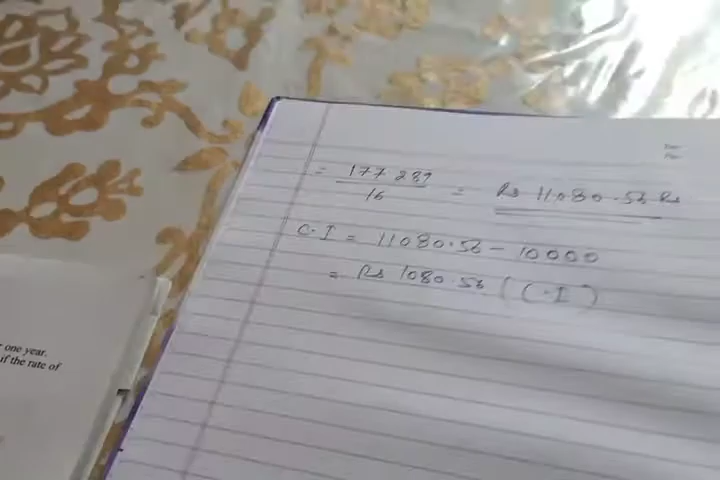 = 177289/16 = Rs 11080.56 Rs
C.I = 11080.56 - 10000
= Rs 1080.56 (C.I)
one year.
if the rate of